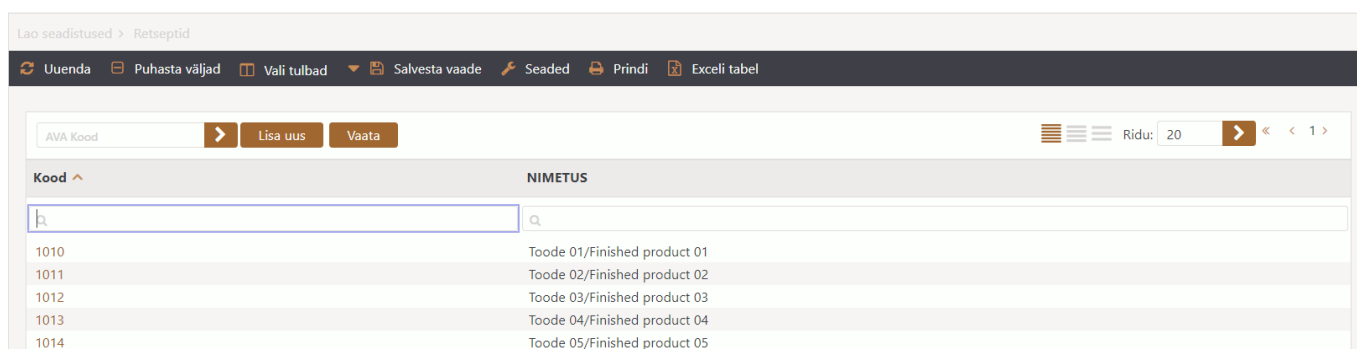 Lao seadistused > Retseptid
Uuenda Puhasta väljad Vali tulbad Salvesta vaade Seaded Prindi Exceli tabel
AVA Kood Lisa uus Vaata Ridu: 20 « < 1 >
Kood NIMETUS
1010 Toode 01/Finished product 01
1011 Toode 02/Finished product 02
1012 Toode 03/Finished product 03
1013 Toode 04/Finished product 04
1014 Toode 05/Finished product 05